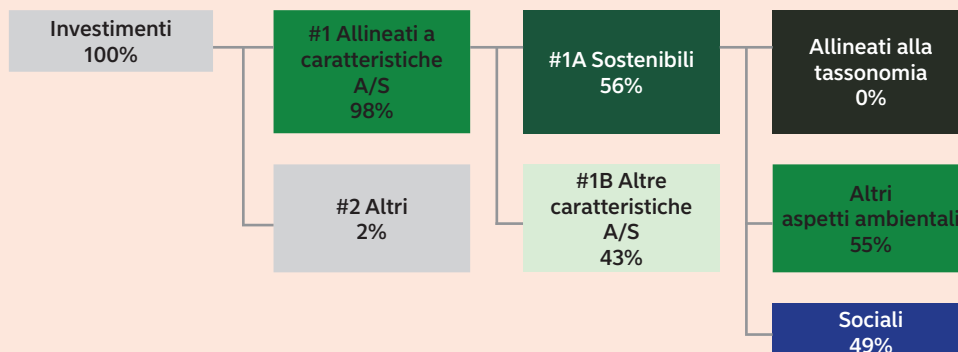 Investimenti
100%
#1 Allineati a
caratteristiche
A/S
98%
#2 Altri
2%
#1A Sostenibili
56%
#1B Altre
caratteristiche
A/S
43%
Allineati alla
tassonomia
0%
Altri
aspetti ambientali
55%
Sociali
49%